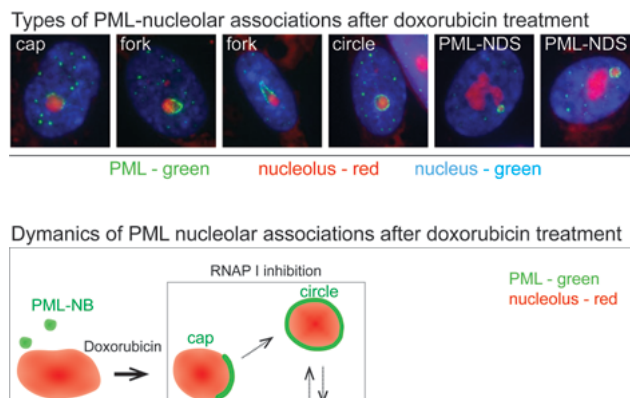 Types of PML-nucleolar associations after doxorubicin treatment
cap fork fork circle PML-NDS PML-NDS
PML - green nucleolus - red nucleus - green
Dymanics of PML nucleolar associations after doxorubicin treatment
RNAP I inhibition
PML - green
nucleolus - red
PML-NB
circle
cap
Doxorubicin